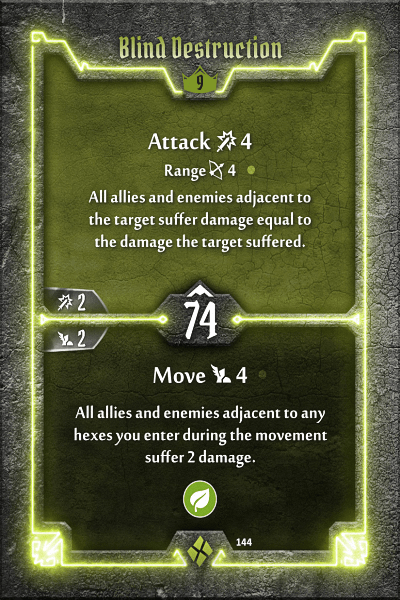 Blind Destruction
9
Attack 4
Range 4
All allies and enemies adjacent to
the target suffer damage equal to
the damage the target suffered.
2
74
2
Move 4
All allies and enemies adjacent to any
hexes you enter during the movement
suffer 2 damage.
144